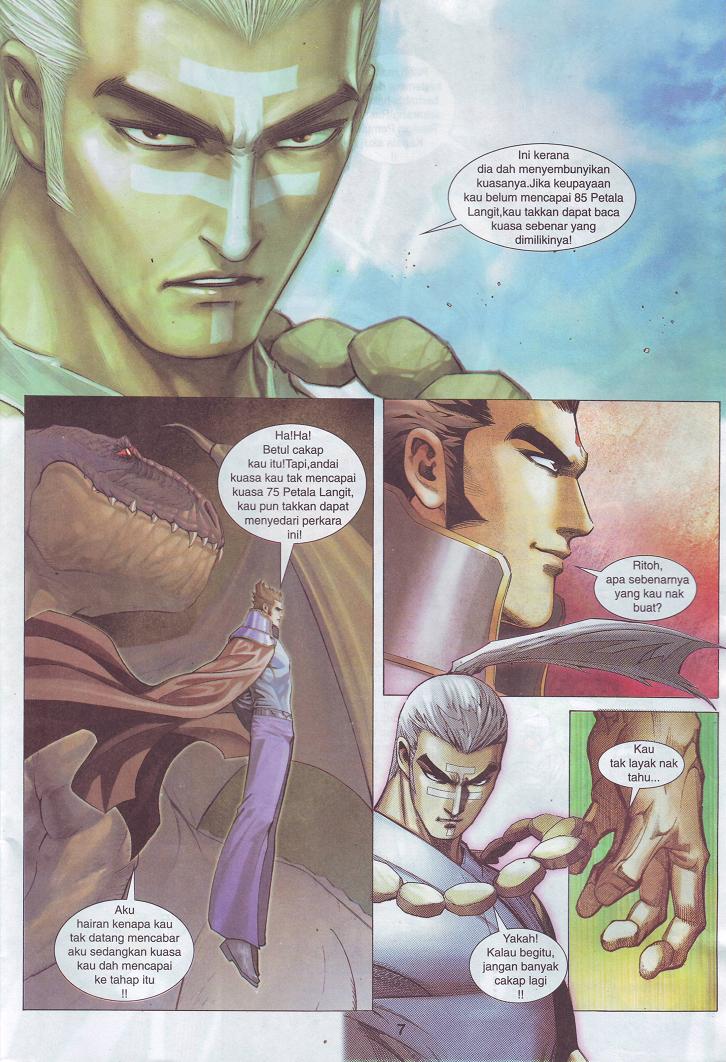 Ini kerana
dia dah menyembunyikan
kuasanya.Jika keupayaan
kau belum mencapai 85 Petala
Langit,kau takkan dapat baca
kuasa sebenar yang
dimilikinya!
Ha!Ha!
Betul cakap
kau itu!Tapi,andai
kuasa kau tak mencapai
kuasa 75 Petala Langit,
kau pun takkan dapat
menyedari perkara
ini!
Aku
hairan kenapa kau
tak datang mencabar
aku sedangkan kuasa
kau dah mencapai
ke tahap itu
!!
Ritoh,
apa sebenarnya
yang kau nak
buat?
Kau
tak layak nak
tahu...
Yakah!
Kalau begitu,
jangan banyak
cakap lagi
!!
7